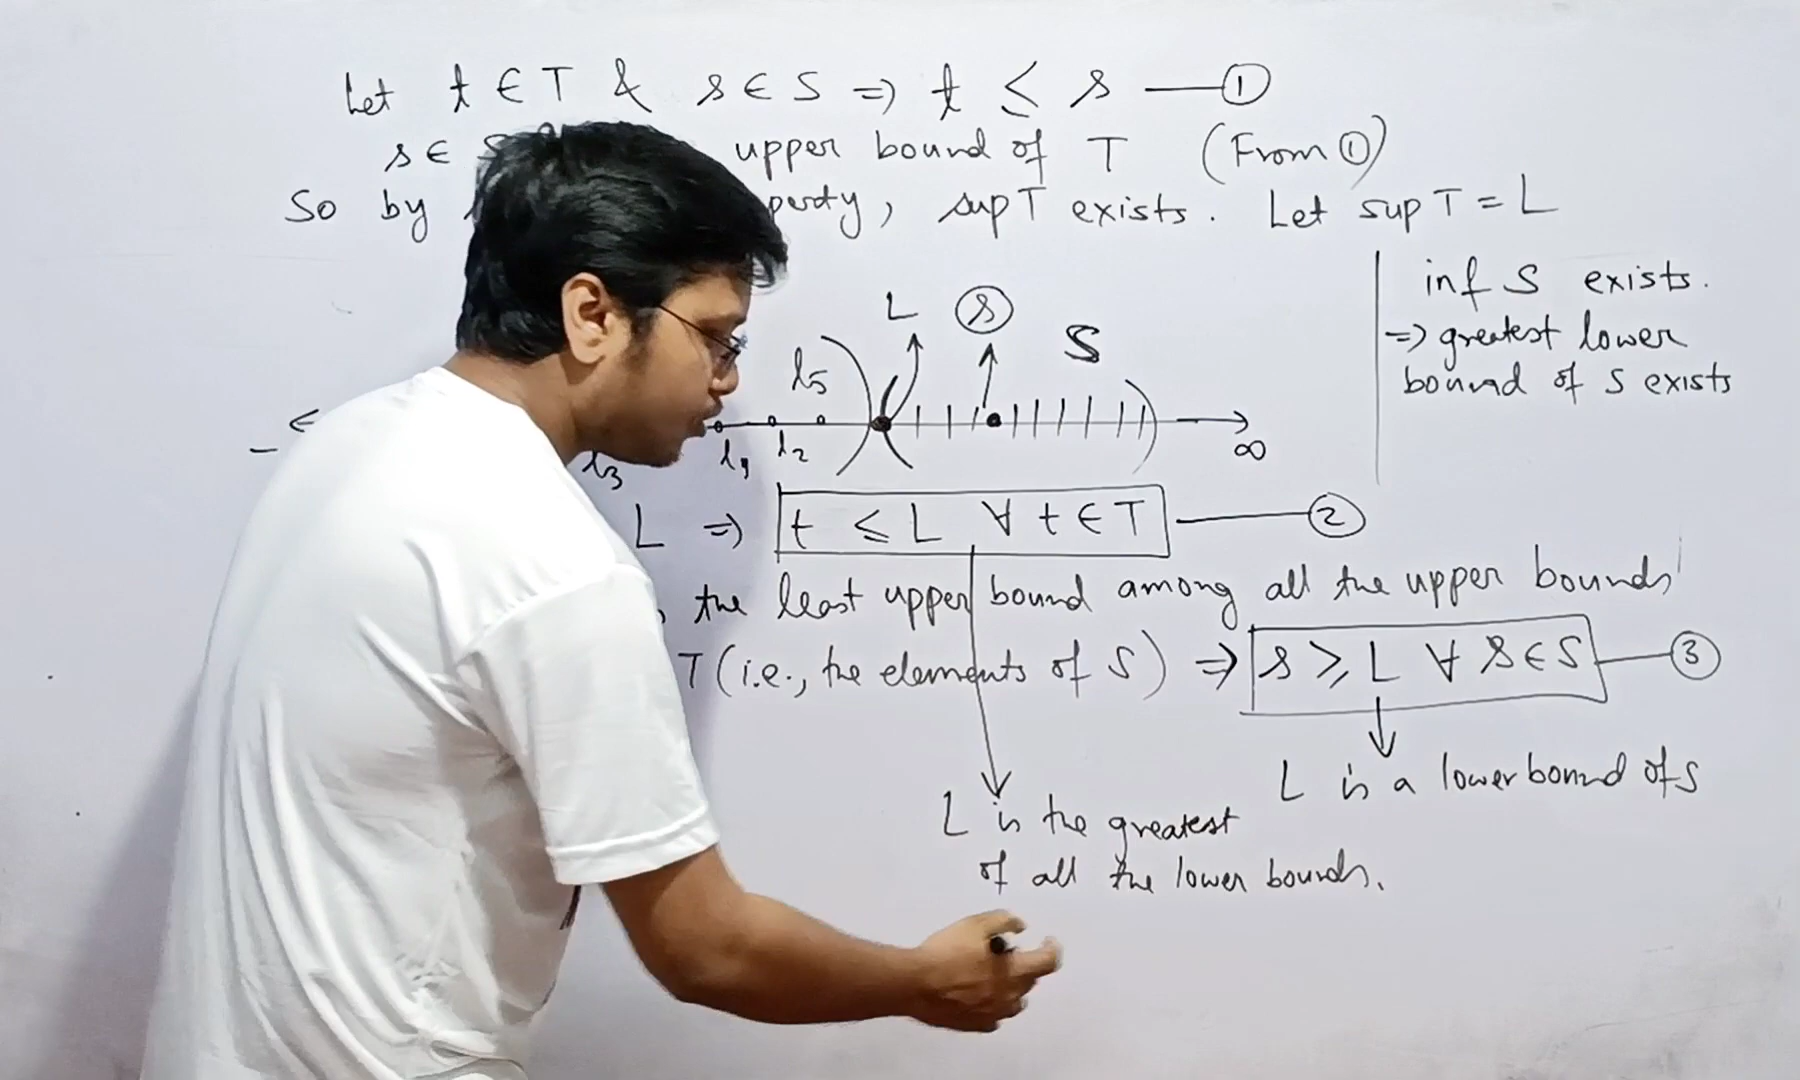 Let t ∈ T & s ∈ S ⇒ t ≤ s —— ①
s ∈ upper bound of T (From ①)
So by perty, sup T exists. Let sup T = L
inf S exists.
⇒ greatest lower
bound of S exists
L s S
l5
l3 l1 l2 ∞
L ⇒ t ≤ L ∀ t ∈ T —— ②
the least upper bound among all the upper bounds
T (i.e., the elements of S) ⇒ s ≥ L ∀ s ∈ S — ③
L is a lower bound of S
L is the greatest
of all the lower bounds.